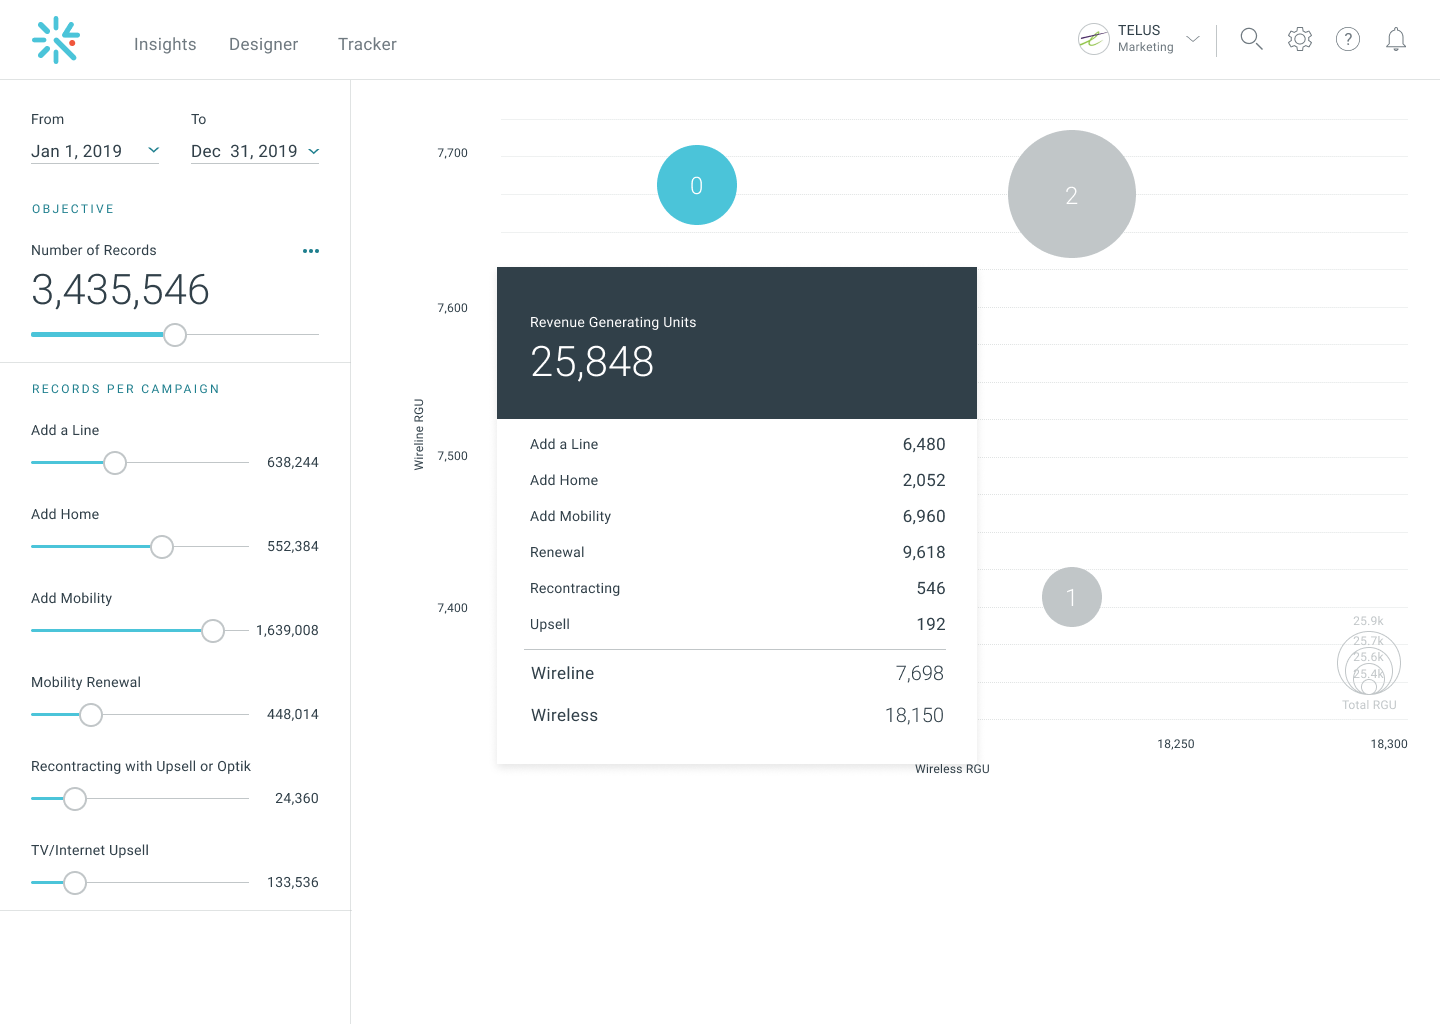 Insights Designer Tracker
TELUS
Marketing
?
From To
Jan 1, 2019 Dec 31, 2019
OBJECTIVE
Number of Records
3,435,546
RECORDS PER CAMPAIGN
Add a Line
638,244
Add Home
552,384
Add Mobility
1,639,008
Mobility Renewal
448,014
Recontracting with Upsell or Optik
24,360
TV/Internet Upsell
133,536
7,700
7,600
7,500
7,400
Wireline RGU
0
2
1
Revenue Generating Units
25,848
Add a Line 6,480
Add Home 2,052
Add Mobility 6,960
Renewal 9,618
Recontracting 546
Upsell 192
Wireline 7,698
Wireless 18,150
25.9k
25.7k
25.6k
25.4k
Total RGU
18,250 18,300
Wireless RGU